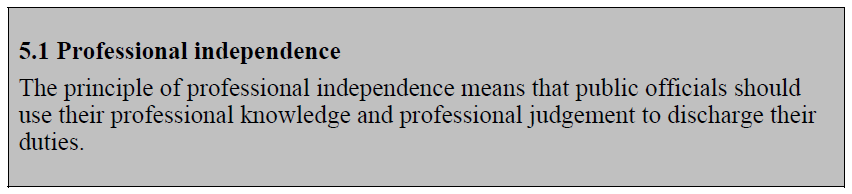 5.1 Professional independence
The principle of professional independence means that public officials should
use their professional knowledge and professional judgement to discharge their
duties.